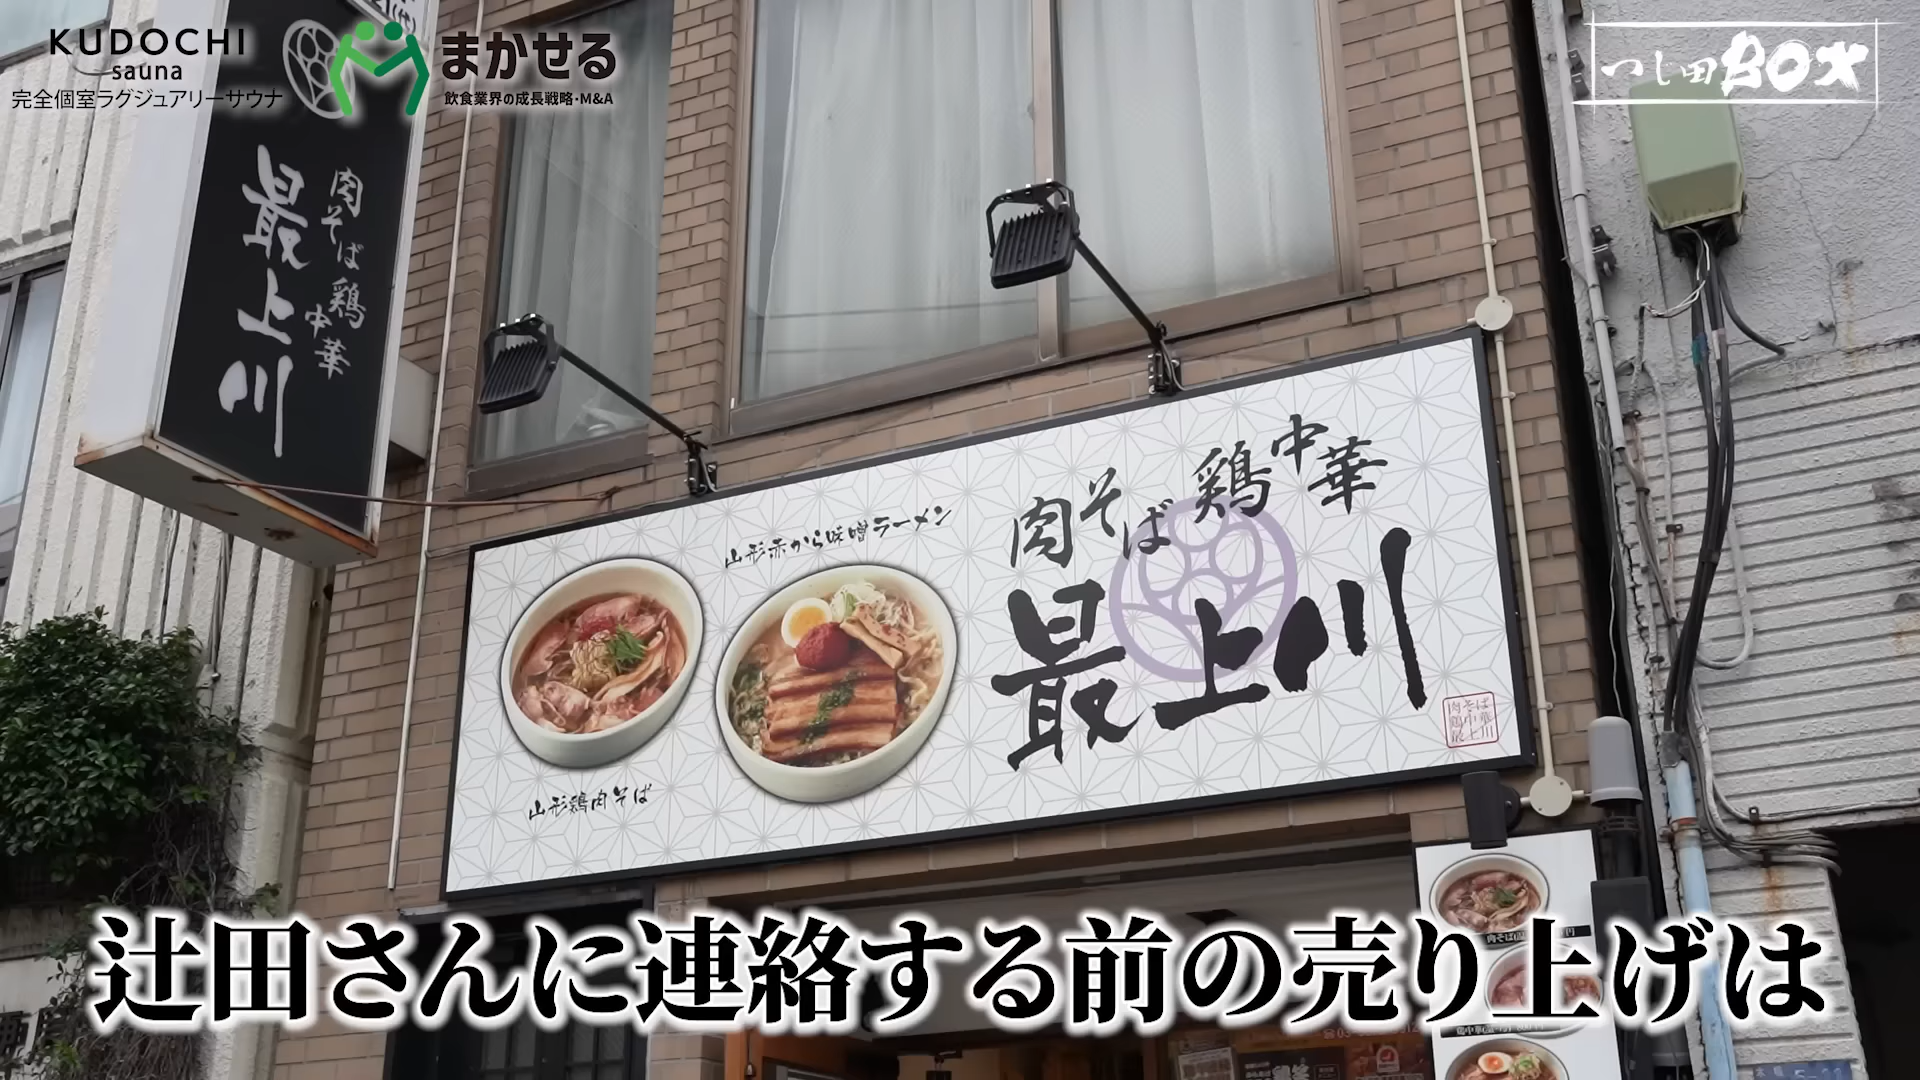 KUDOCHI
sauna
完全個室ラグジュアリーサウナ
まかせる
飲食業界の成長戦略・M&A
つじ田BOX
肉そば鶏中華
最上川
肉そば鶏中華
最上川
山形赤から味噌ラーメン
山形鶏肉そば
肉そば
鶏中華
最上川
辻田さんに連絡する前の売り上げは